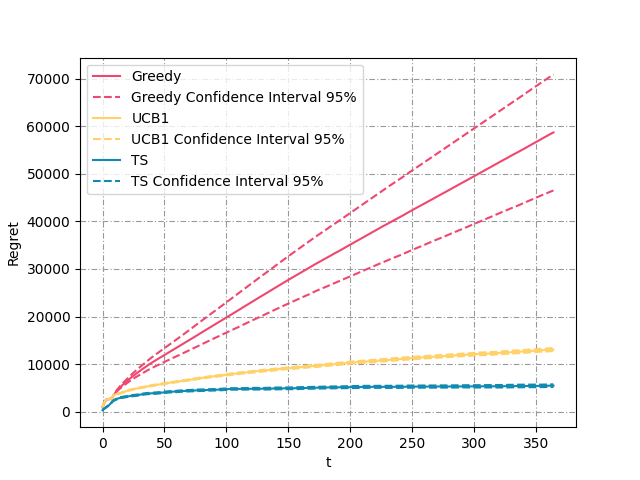 70000
60000
50000
40000
30000
20000
10000
0
Regret
Greedy
Greedy Confidence Interval 95%
UCB1
UCB1 Confidence Interval 95%
TS
TS Confidence Interval 95%
0 50 100 150 200 250 300 350
t